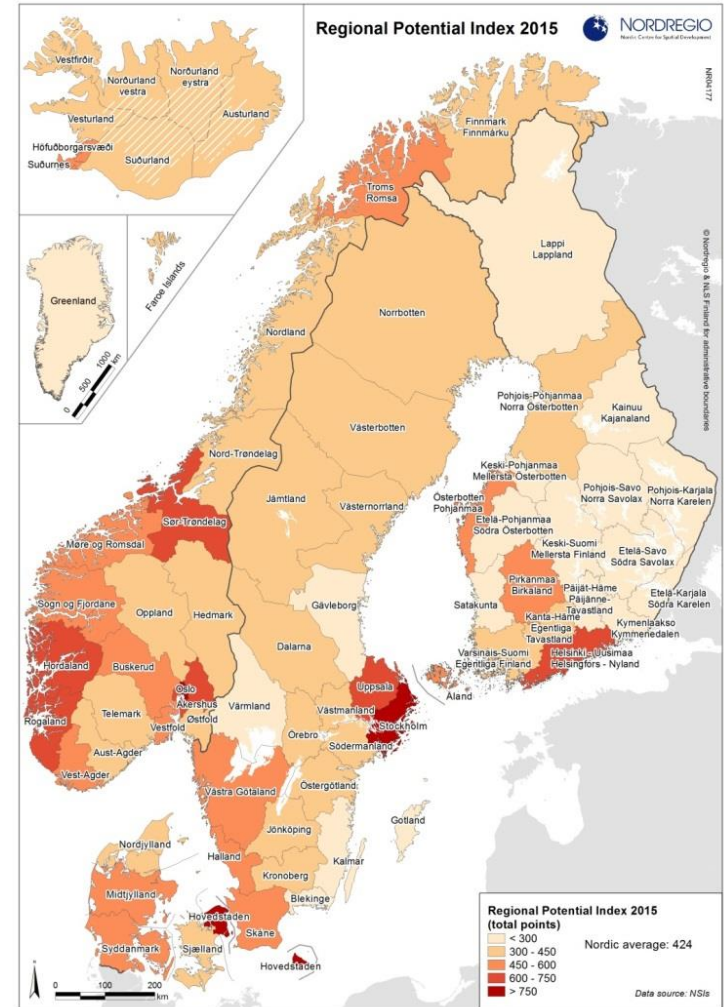 Regional Potential Index 2015
NORDREGIO
Nordic Centre for Spatial Development
NR04177
© Nordregio & NLS Finland for administrative boundaries
Vestfirðir
Norðurland
vestra
Norðurland
eystra
Vesturland
Austurland
Höfuðborgarsvæði
Suðurnes
Suðurland
Greenland
0 500 1000
km
Faroe Islands
Finnmark
Finnmárku
Troms
Romsa
Lappi
Lappland
Norrbotten
Nordland
Pohjois-Pohjanmaa
Norra Österbotten
Kainuu
Kajanaland
Västerbotten
Nord-Trøndelag
Keski-Pohjanmaa
Mellersta Österbotten
Jämtland
Västernorrland
Österbotten
Pohjanmaa
Pohjois-Savo
Norra Savolax
Pohjois-Karjala
Norra Karelen
Etelä-Pohjanmaa
Södra Österbotten
Sør-Trøndelag
Keski-Suomi
Mellersta Finland
Etelä-Savo
Södra Savolax
Møre og Romsdal
Pirkanmaa
Birkaland
Päijät-Häme
Päijänne-
Tavastland
Etelä-Karjala
Södra Karelen
Sogn og Fjordane
Oppland
Hedmark
Gävleborg
Satakunta
Kanta-Häme
Egentliga
Tavastland
Kymenlaakso
Kymmenedalen
Hordaland
Buskerud
Dalarna
Varsinais-Suomi
Egentliga Finland
Helsinki - Uusimaa
Helsingfors - Nyland
Oslo
Akershus
Østfold
Uppsala
Åland
Rogaland
Telemark
Vestfold
Värmland
Västmanland
Stockholm
Aust-Agder
Örebro
Södermanland
Vest-Agder
Västra Götaland
Östergötland
Gotland
Nordjylland
Jönköping
Halland
Kalmar
Kronoberg
Midtjylland
Blekinge
Hovedstaden
Skåne
Syddanmark
Sjælland
Hovedstaden
0 100 200
km
Regional Potential Index 2015
(total points)
< 300
300 - 450
450 - 600
600 - 750
> 750
Nordic average: 424
Data source: NSIs